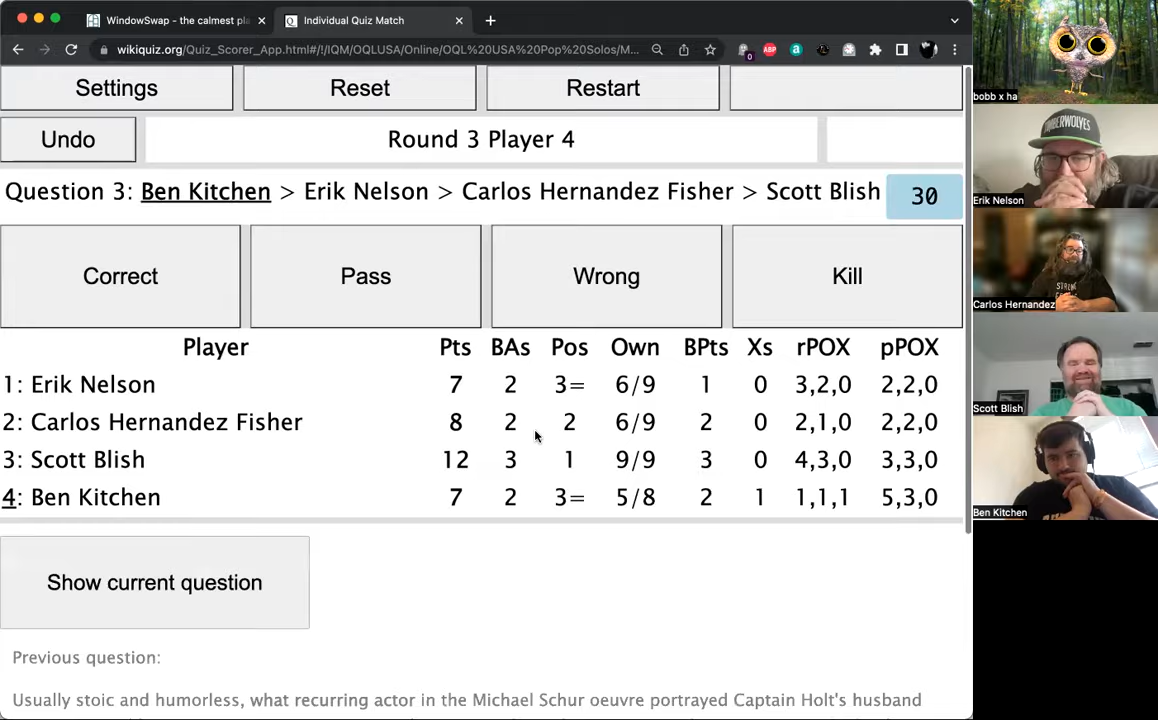 WindowSwap - the calmest pl
Individual Quiz Match
wikiquiz.org/Quiz_Scorer_App.html#/!/IQM/OQLUSA/Online/OQL%20USA%20Pop%20Solos/M...
0
ABP
a
Settings Reset Restart
Undo Round 3 Player 4
Question 3: Ben Kitchen > Erik Nelson > Carlos Hernandez Fisher > Scott Blish 30
Correct Pass Wrong Kill
Player Pts BAs Pos Own BPts Xs rPOX pPOX
1: Erik Nelson 7 2 3= 6/9 1 0 3,2,0 2,2,0
2: Carlos Hernandez Fisher 8 2 2 6/9 2 0 2,1,0 2,2,0
3: Scott Blish 12 3 1 9/9 3 0 4,3,0 3,3,0
4: Ben Kitchen 7 2 3= 5/8 2 1 1,1,1 5,3,0
Show current question
Previous question:
Usually stoic and humorless, what recurring actor in the Michael Schur oeuvre portrayed Captain Holt's husband
bobb x ha
Erik Nelson
Carlos Hernandez
STRONG
Scott Blish
Ben Kitchen